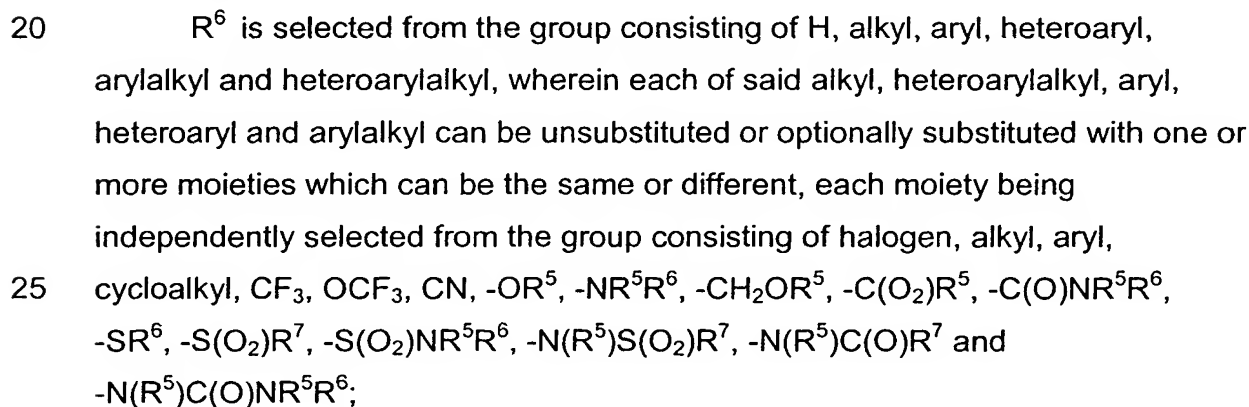 20 R⁶ is selected from the group consisting of H, alkyl, aryl, heteroaryl,
arylalkyl and heteroarylalkyl, wherein each of said alkyl, heteroarylalkyl, aryl,
heteroaryl and arylalkyl can be unsubstituted or optionally substituted with one or
more moieties which can be the same or different, each moiety being
independently selected from the group consisting of halogen, alkyl, aryl,
25 cycloalkyl, CF₃, OCF₃, CN, -OR⁵, -NR⁵R⁶, -CH₂OR⁵, -C(O₂)R⁵, -C(O)NR⁵R⁶,
-SR⁶, -S(O₂)R⁷, -S(O₂)NR⁵R⁶, -N(R⁵)S(O₂)R⁷, -N(R⁵)C(O)R⁷ and
-N(R⁵)C(O)NR⁵R⁶;